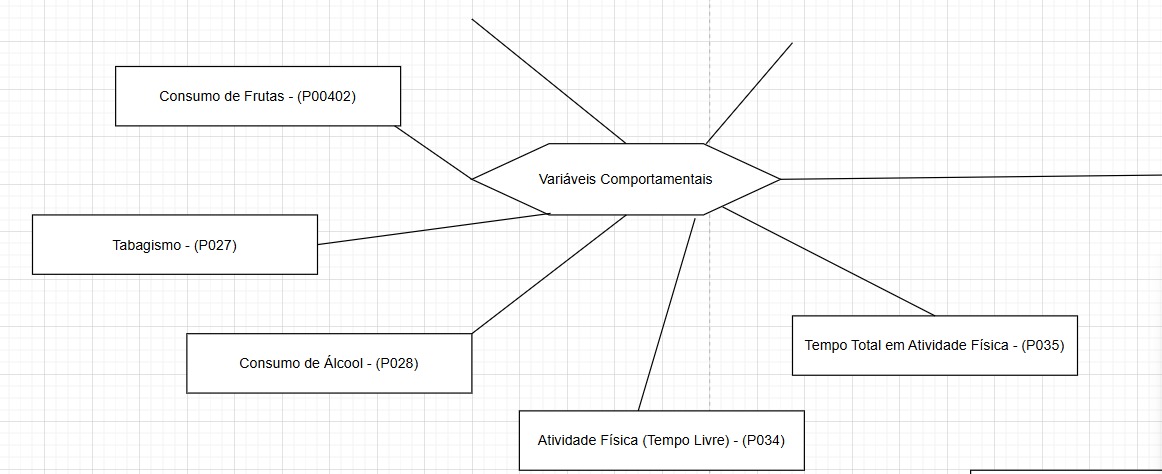 Consumo de Frutas - (P00402)
Variáveis Comportamentais
Tabagismo - (P027)
Consumo de Álcool - (P028)
Tempo Total em Atividade Física - (P035)
Atividade Física (Tempo Livre) - (P034)